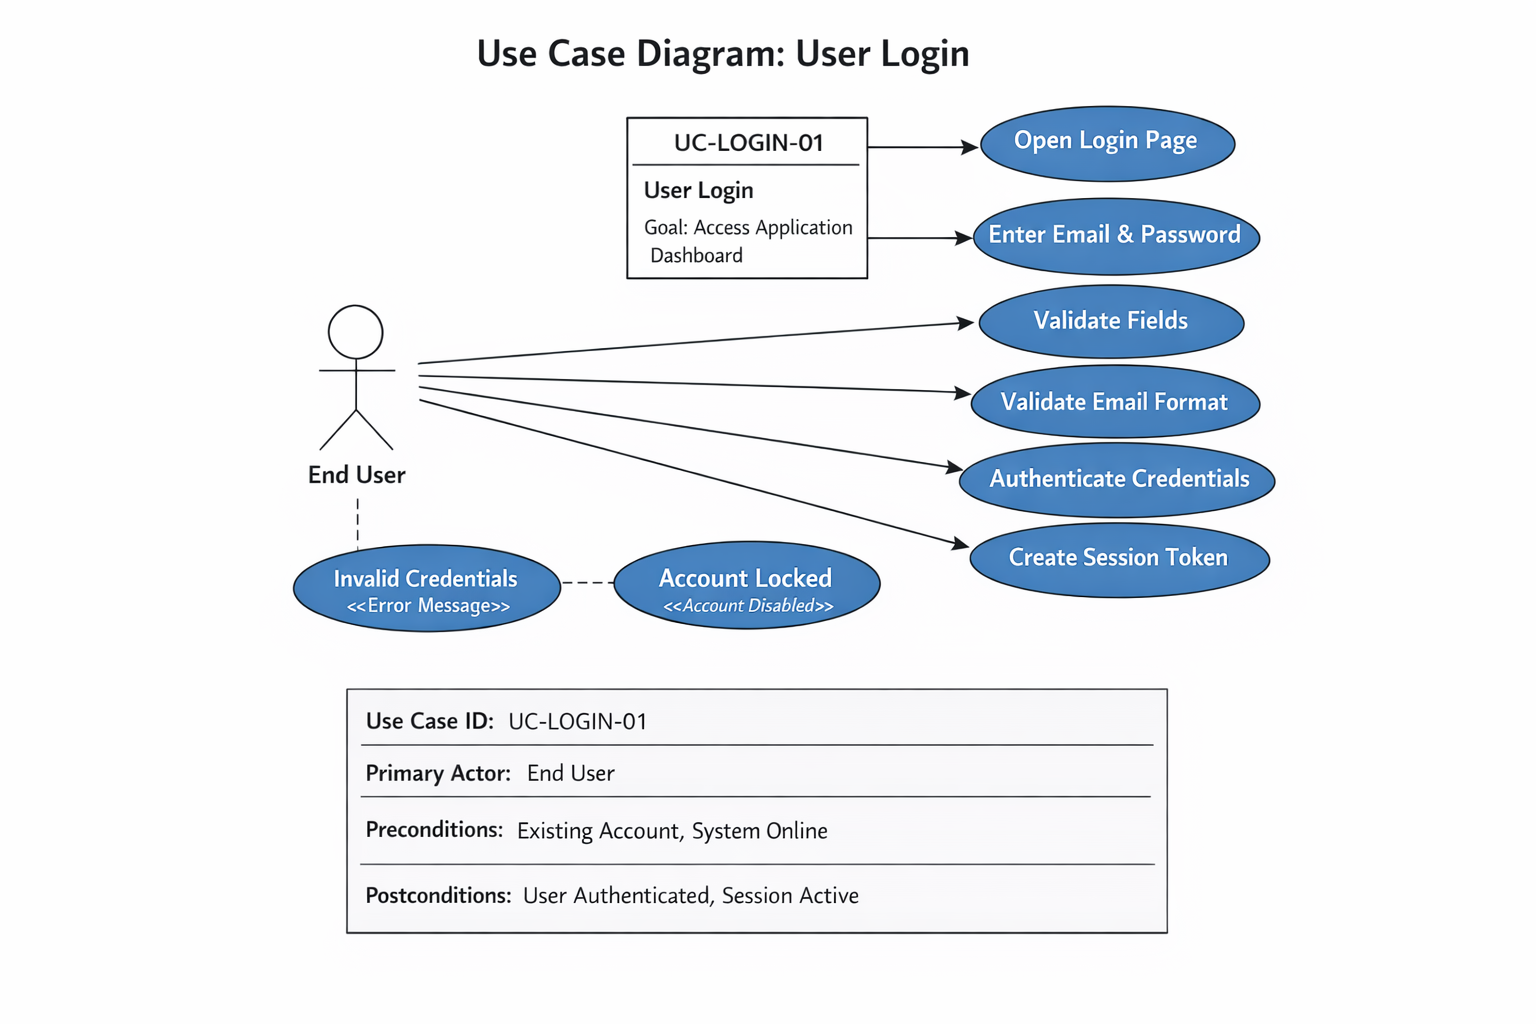 Use Case Diagram: User Login
UC-LOGIN-01
User Login
Goal: Access Application
Dashboard
Open Login Page
Enter Email & Password
Validate Fields
Validate Email Format
Authenticate Credentials
Create Session Token
End User
Invalid Credentials
<<Error Message>>
Account Locked
<<Account Disabled>>
Use Case ID: UC-LOGIN-01
Primary Actor: End User
Preconditions: Existing Account, System Online
Postconditions: User Authenticated, Session Active